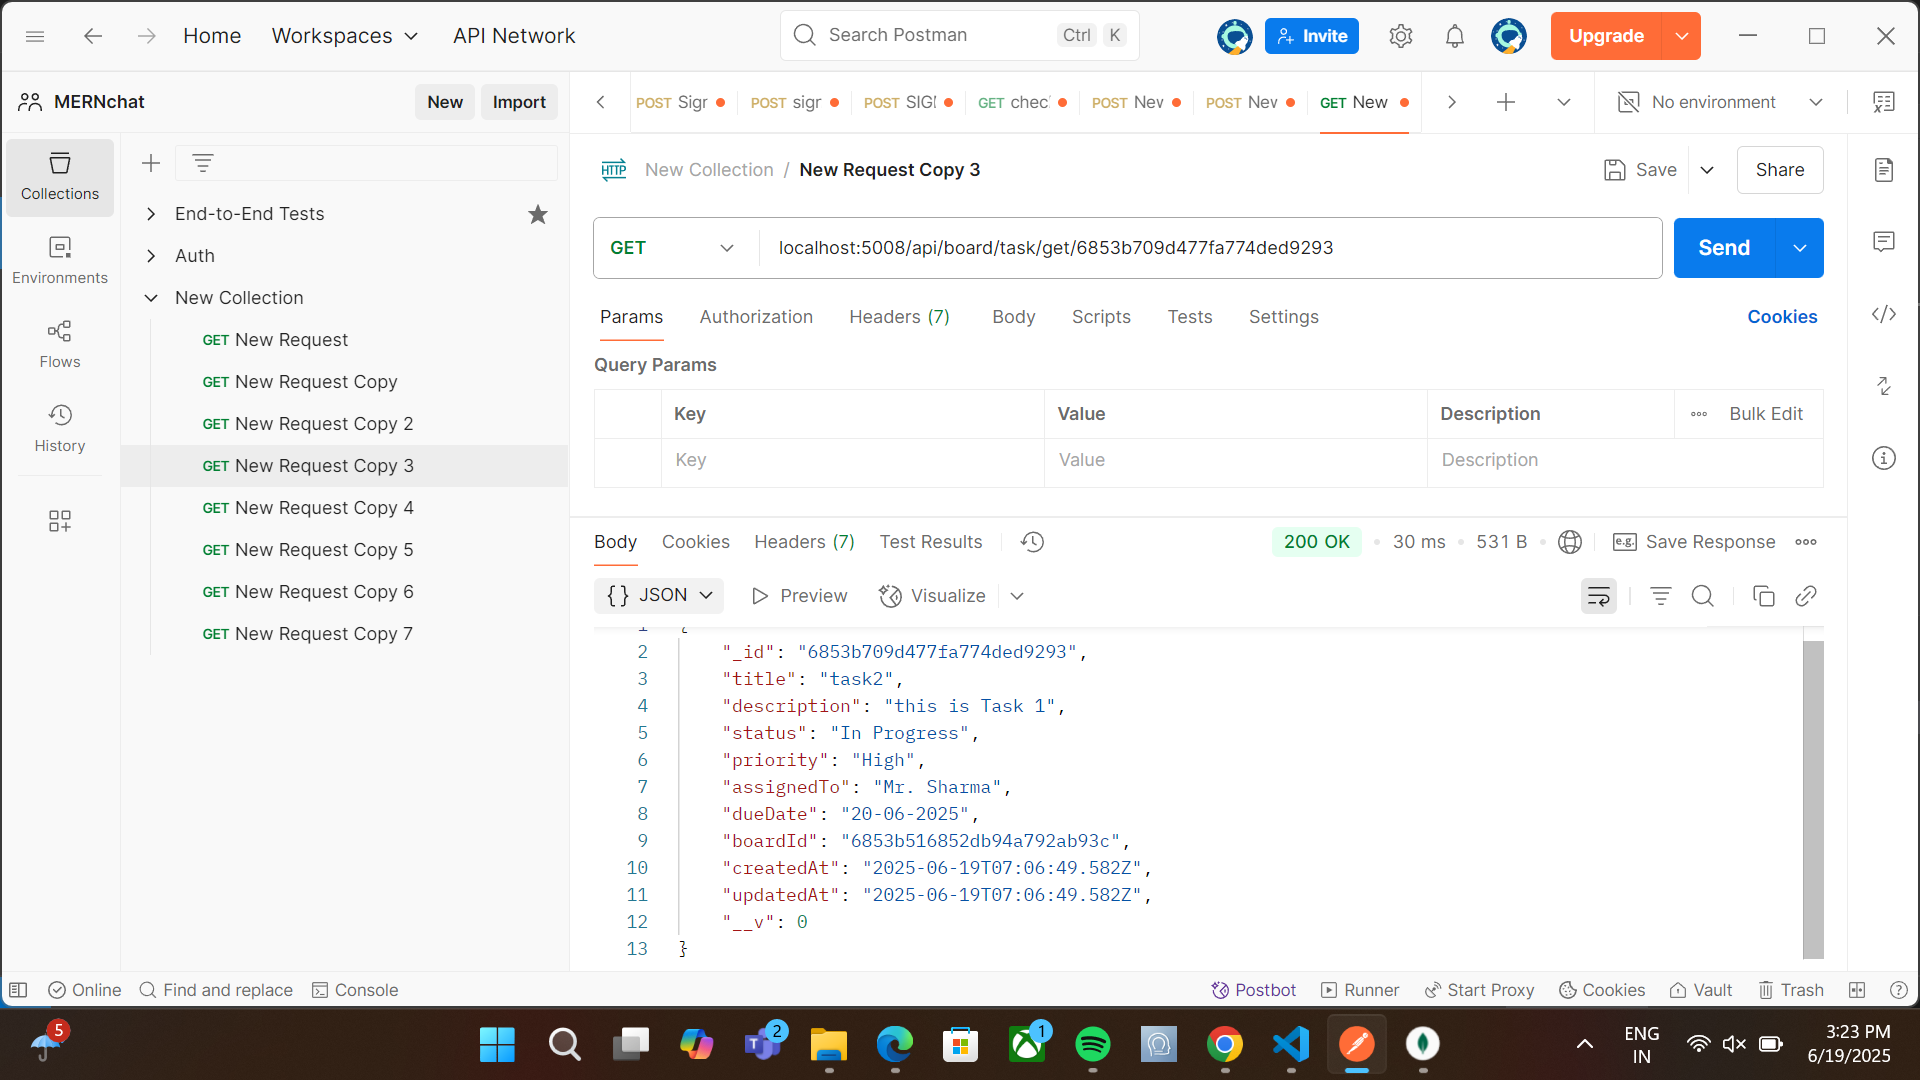 Home
Workspaces
API Network
Search Postman
Ctrl K
Invite
Upgrade
MERNchat
New
Import
POST Sigr
POST sigr
POST SIGI
GET chec
POST Nev
POST Nev
GET New
No environment
Collections
Environments
Flows
History
End-to-End Tests
Auth
New Collection
GET New Request
GET New Request Copy
GET New Request Copy 2
GET New Request Copy 3
GET New Request Copy 4
GET New Request Copy 5
GET New Request Copy 6
GET New Request Copy 7
HTTP New Collection / New Request Copy 3
Save
Share
GET
localhost:5008/api/board/task/get/6853b709d477fa774ded9293
Send
Params Authorization Headers (7) Body Scripts Tests Settings
Cookies
Query Params
Key Value Description Bulk Edit
Key Value Description
Body Cookies Headers (7) Test Results
200 OK • 30 ms • 531 B
e.g. Save Response
{} JSON Preview Visualize
1 {
2 "_id": "6853b709d477fa774ded9293",
3 "title": "task2",
4 "description": "this is Task 1",
5 "status": "In Progress",
6 "priority": "High",
7 "assignedTo": "Mr. Sharma",
8 "dueDate": "20-06-2025",
9 "boardId": "6853b516852db94a792ab93c",
10 "createdAt": "2025-06-19T07:06:49.582Z",
11 "updatedAt": "2025-06-19T07:06:49.582Z",
12 "__v": 0
13 }
Online Find and replace Console
Postbot Runner Start Proxy Cookies Vault Trash
5
2
1
ENG
IN
3:23 PM
6/19/2025